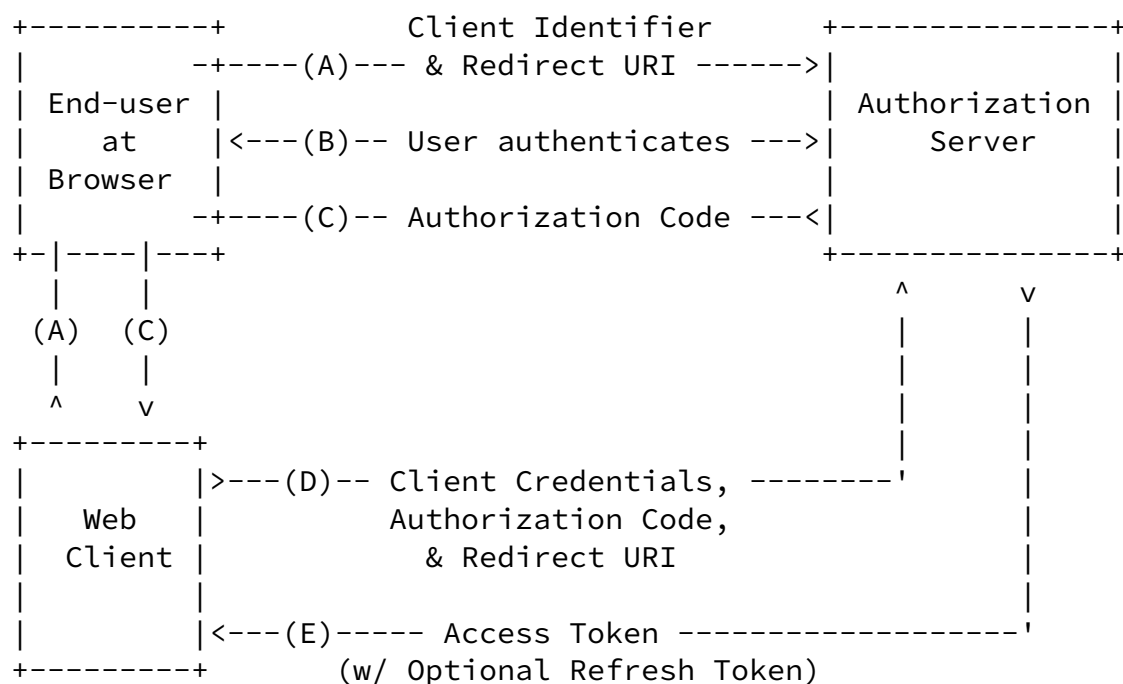 +----------+          Client Identifier      +---------------+
|         -+----(A)--- & Redirect URI ------>|               |
| End-user |                                 | Authorization |
|    at    |<---(B)-- User authenticates --->|     Server    |
| Browser  |                                 |               |
|         -+----(C)-- Authorization Code ---<|               |
+-|----|---+                                 +---------------+
  |    |                                         ^      v
 (A)  (C)                                        |      |
  |    |                                         |      |
  ^    v                                         |      |
+---------+                                      |      |
|         |>---(D)-- Client Credentials, --------'      |
|   Web   |          Authorization Code,                |
|  Client |            & Redirect URI                   |
|         |                                             |
|         |<---(E)----- Access Token -------------------'
+---------+       (w/ Optional Refresh Token)